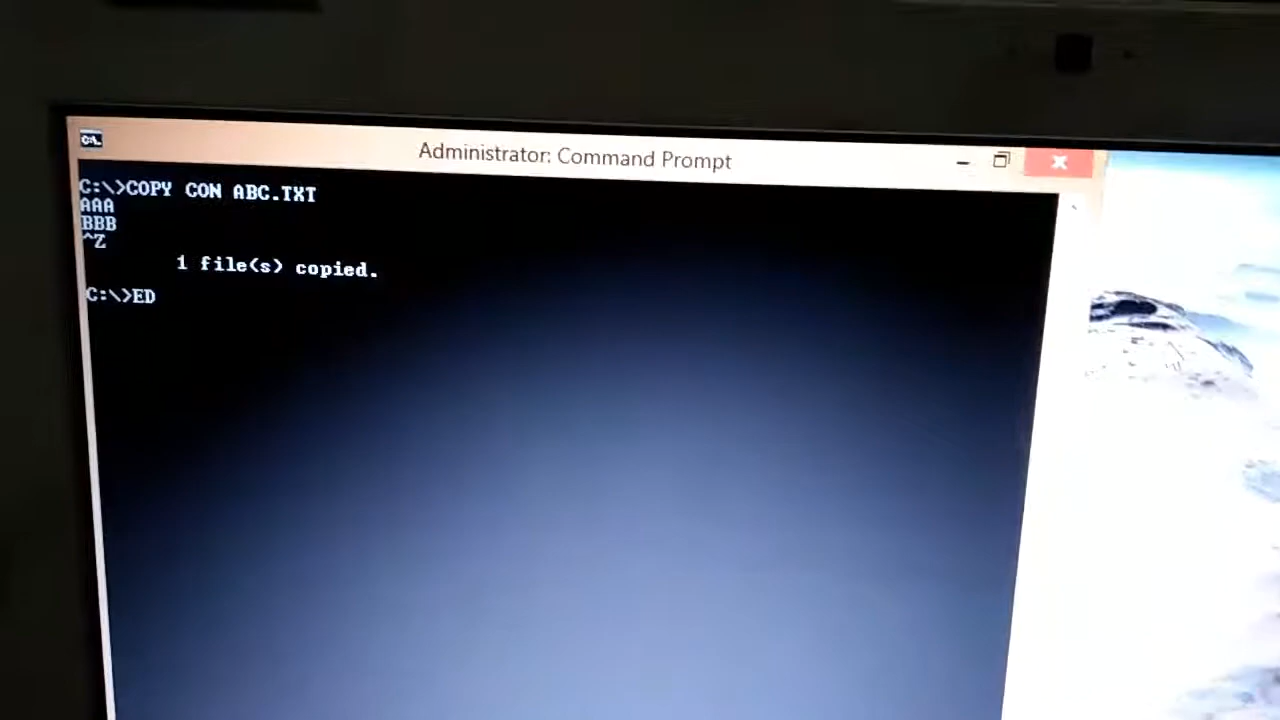 Administrator: Command Prompt
C:\>COPY CON ABC.TXT
AAA
BBB
^Z
1 file(s) copied.
C:\>ED